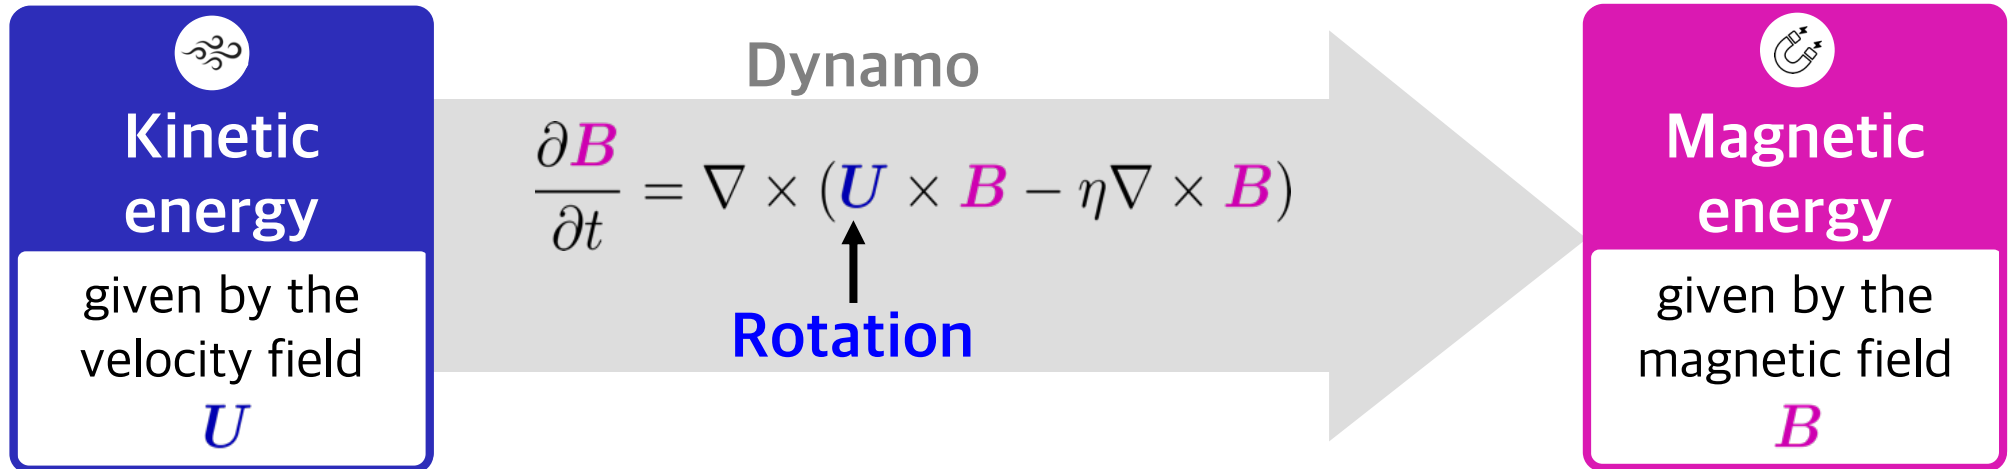 Kinetic
energy
given by the
velocity field
U
Dynamo
∂B/∂t = ∇ × (U × B − η∇ × B)
Rotation
Magnetic
energy
given by the
magnetic field
B